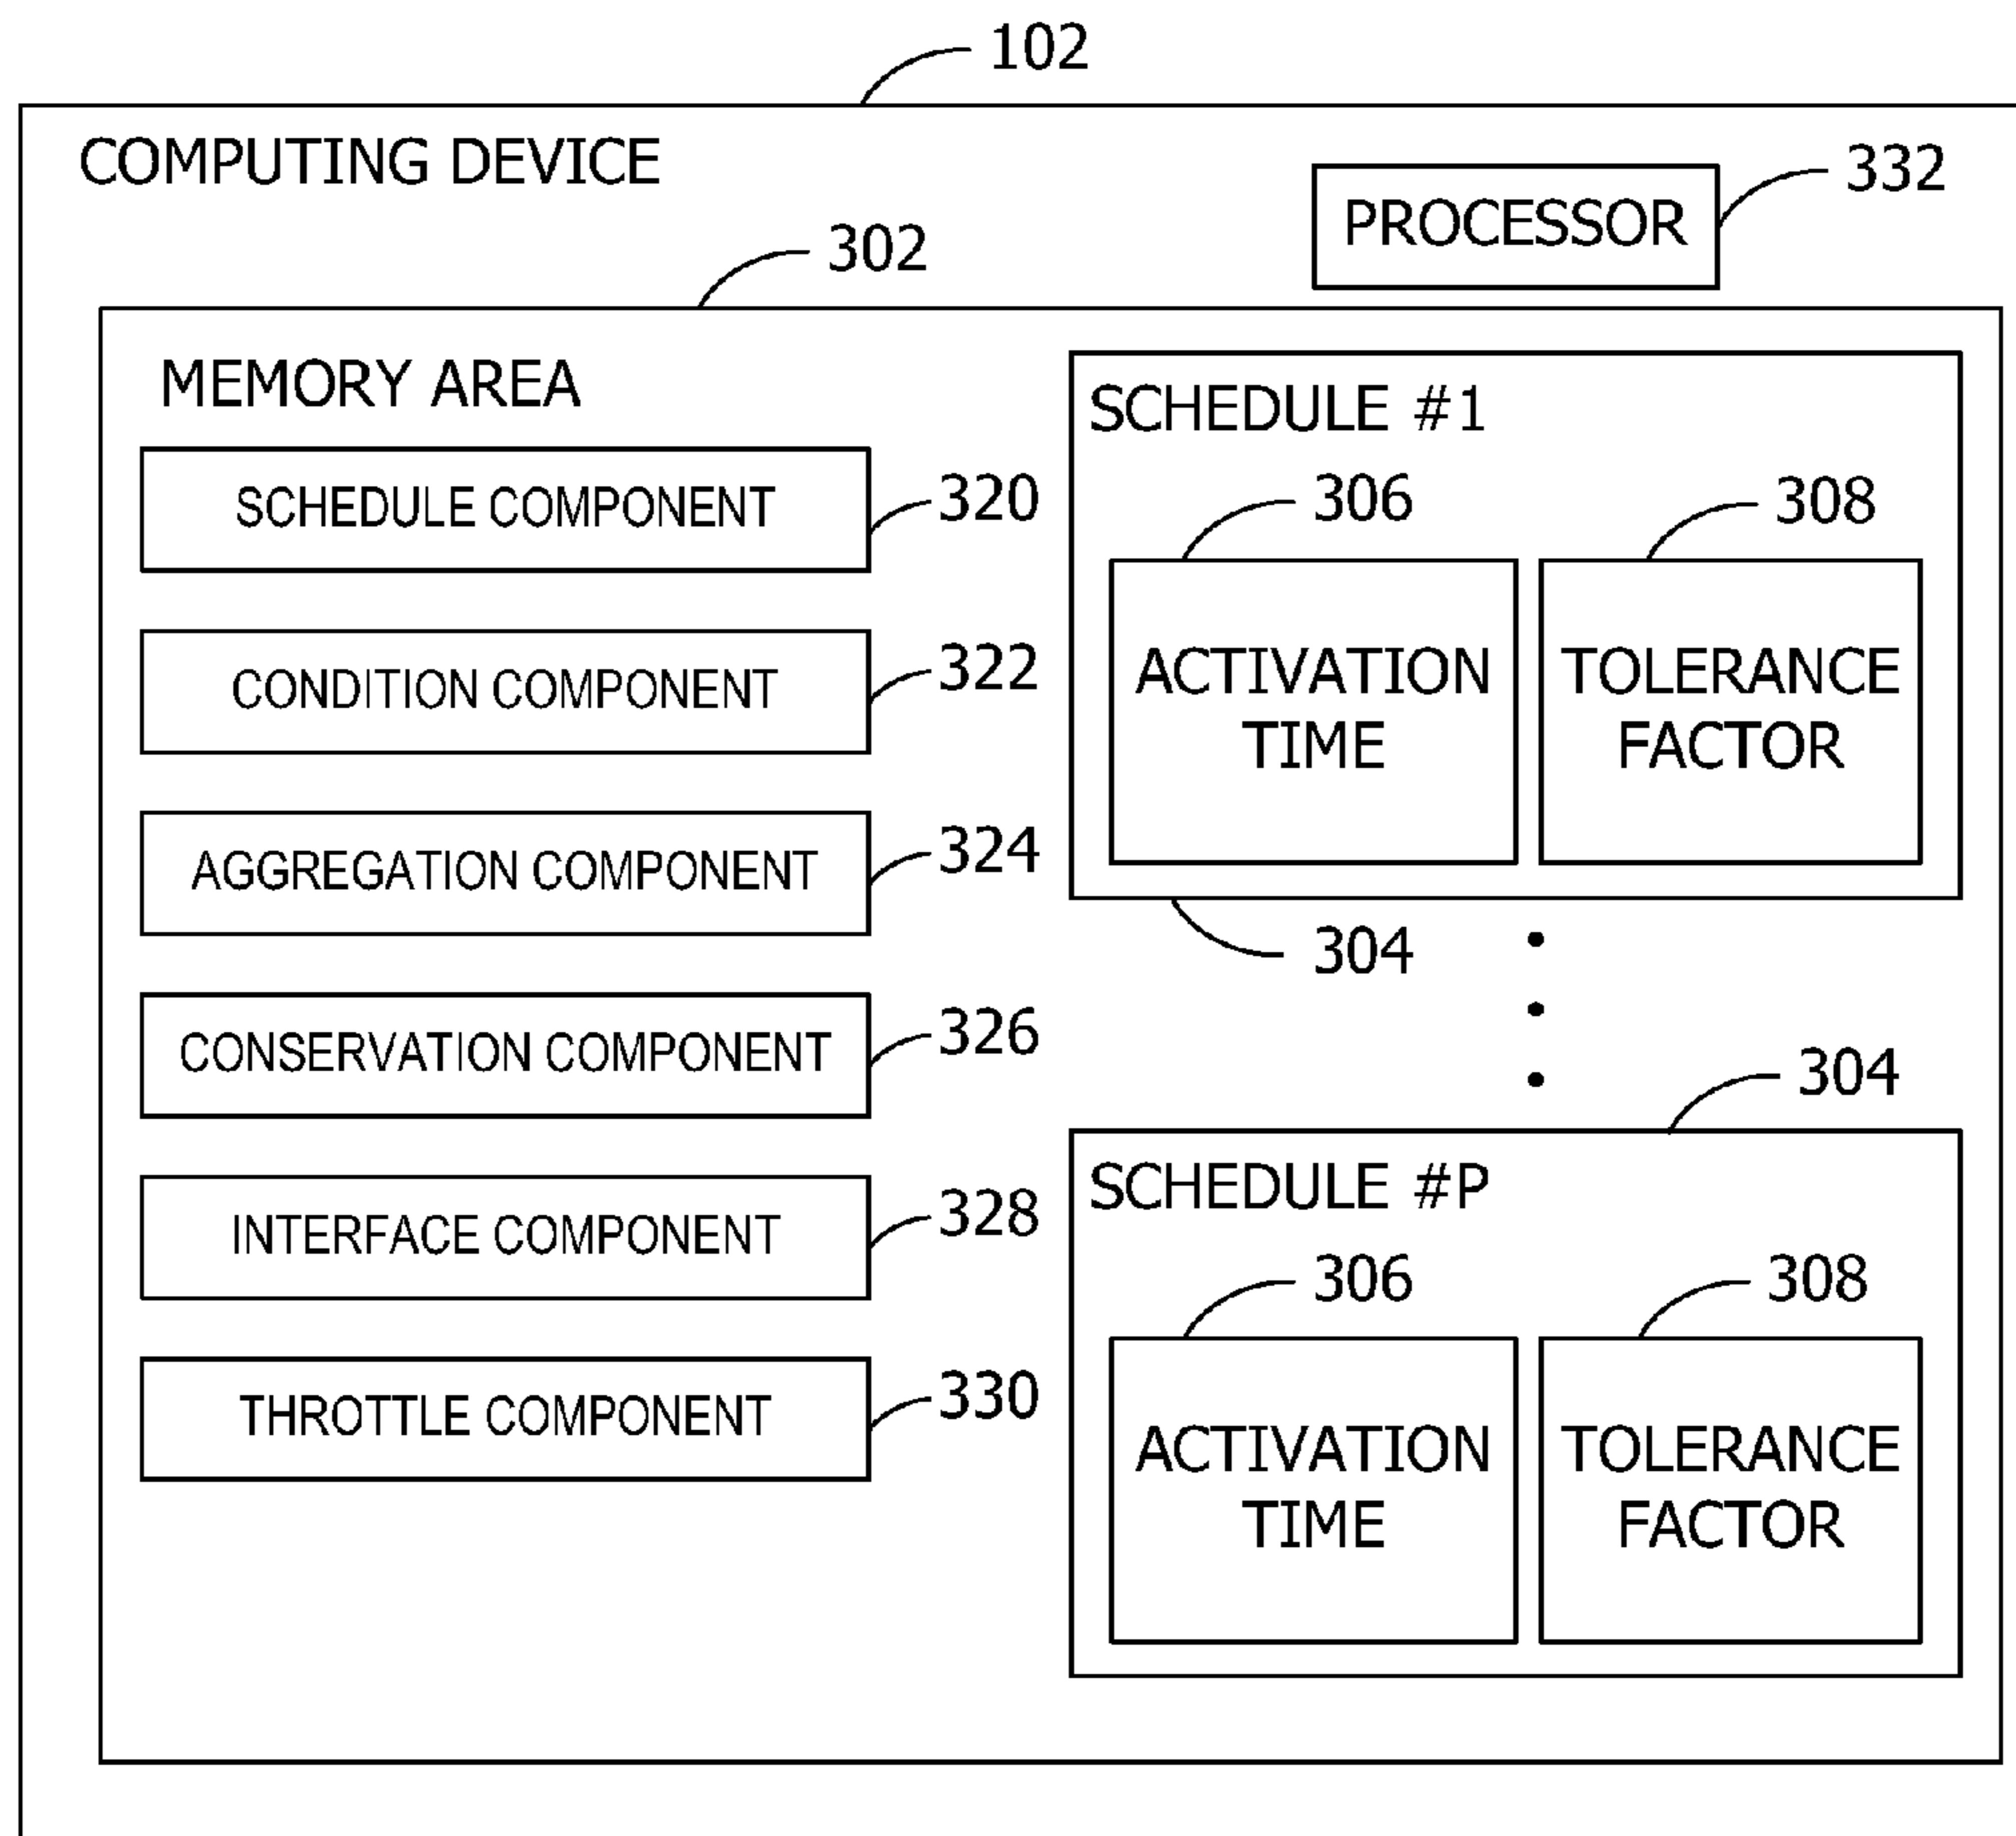 102
COMPUTING DEVICE
332
PROCESSOR
302
MEMORY AREA
SCHEDULE COMPONENT
320
CONDITION COMPONENT
322
AGGREGATION COMPONENT
324
CONSERVATION COMPONENT
326
INTERFACE COMPONENT
328
THROTTLE COMPONENT
330
SCHEDULE #1
306
308
ACTIVATION
TIME
TOLERANCE
FACTOR
304
304
SCHEDULE #P
306
308
ACTIVATION
TIME
TOLERANCE
FACTOR